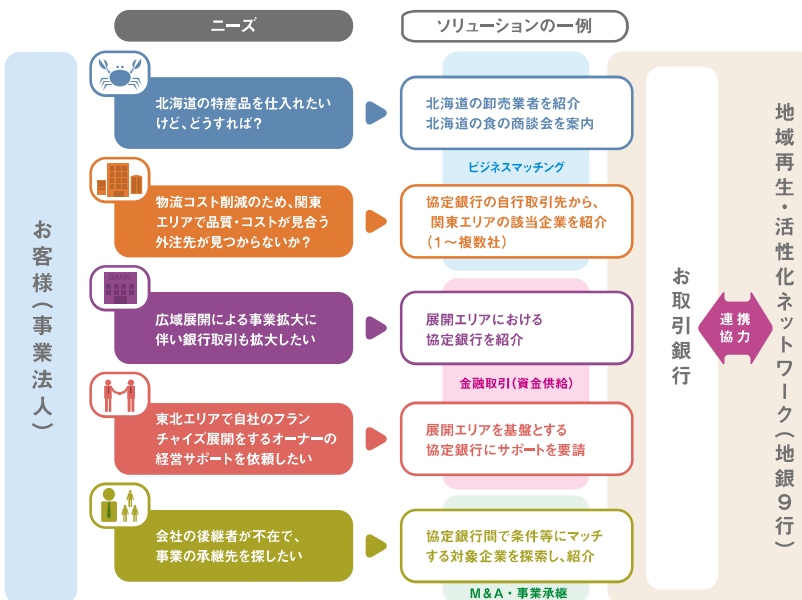 ニーズ
ソリューションの一例
お客様(事業法人)
北海道の特産品を仕入れたい
けど、どうすれば?
北海道の卸売業者を紹介
北海道の食の商談会を案内
ビジネスマッチング
物流コスト削減のため、関東
エリアで品質・コストが見合う
外注先が見つからないか?
協定銀行の自行取引先から、
関東エリアの該当企業を紹介
(1〜複数社)
BANK
広域展開による事業拡大に
伴い銀行取引も拡大したい
展開エリアにおける
協定銀行を紹介
金融取引(資金供給)
東北エリアで自社のフラン
チャイズ展開をするオーナーの
経営サポートを依頼したい
展開エリアを基盤とする
協定銀行にサポートを要請
会社の後継者が不在で、
事業の承継先を探したい
協定銀行間で条件等にマッチ
する対象企業を探索し、紹介
M&A・事業承継
お取引銀行
連携
協力
地域再生・活性化ネットワーク(地銀9行)